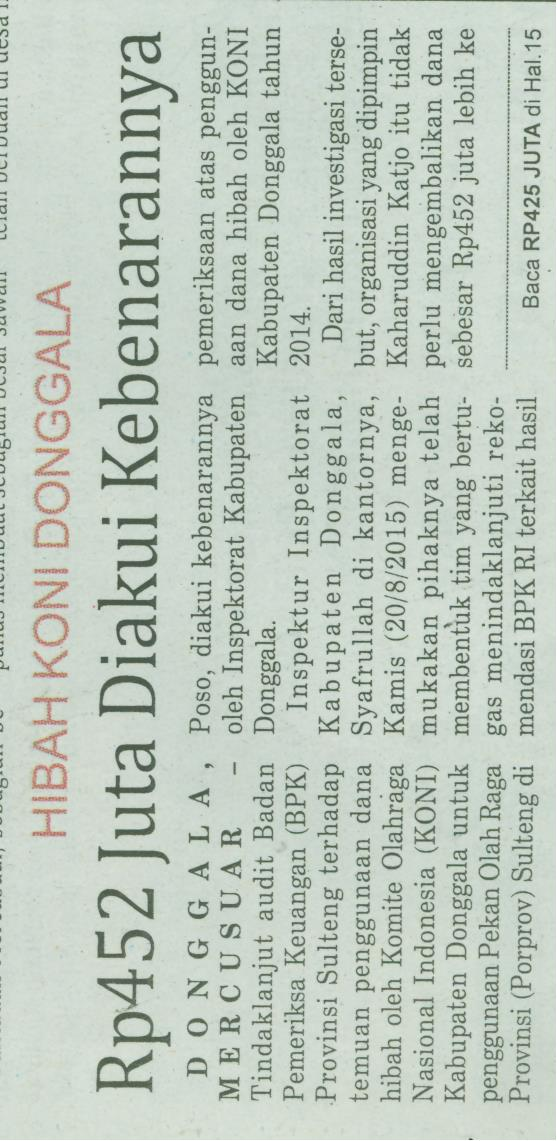 HIBAH KONI DONGGALA
Rp452 Juta Diakui Kebenarannya
DONGGALA,
MERCUSUAR –
Tindaklanjut audit Badan
Pemeriksa Keuangan (BPK)
Provinsi Sulteng terhadap
temuan penggunaan dana
hibah oleh Komite Olahraga
Nasional Indonesia (KONI)
Kabupaten Donggala untuk
penggunaan Pekan Olah Raga
Provinsi (Porprov) Sulteng di
Poso, diakui kebenarannya
oleh Inspektorat Kabupaten
Donggala.
Inspektur Inspektorat
Kabupaten Donggala,
Syafrullah di kantornya,
Kamis (20/8/2015) menge-
mukakan pihaknya telah
membentuk tim yang bertu-
gas menindaklanjuti reko-
mendasi BPK RI terkait hasil
pemeriksaan atas penggun-
aan dana hibah oleh KONI
Kabupaten Donggala tahun
2014.
Dari hasil investigasi terse-
but, organisasi yang dipimpin
Kaharuddin Katjo itu tidak
perlu mengembalikan dana
sebesar Rp452 juta lebih ke
Baca RP425 JUTA di Hal.15